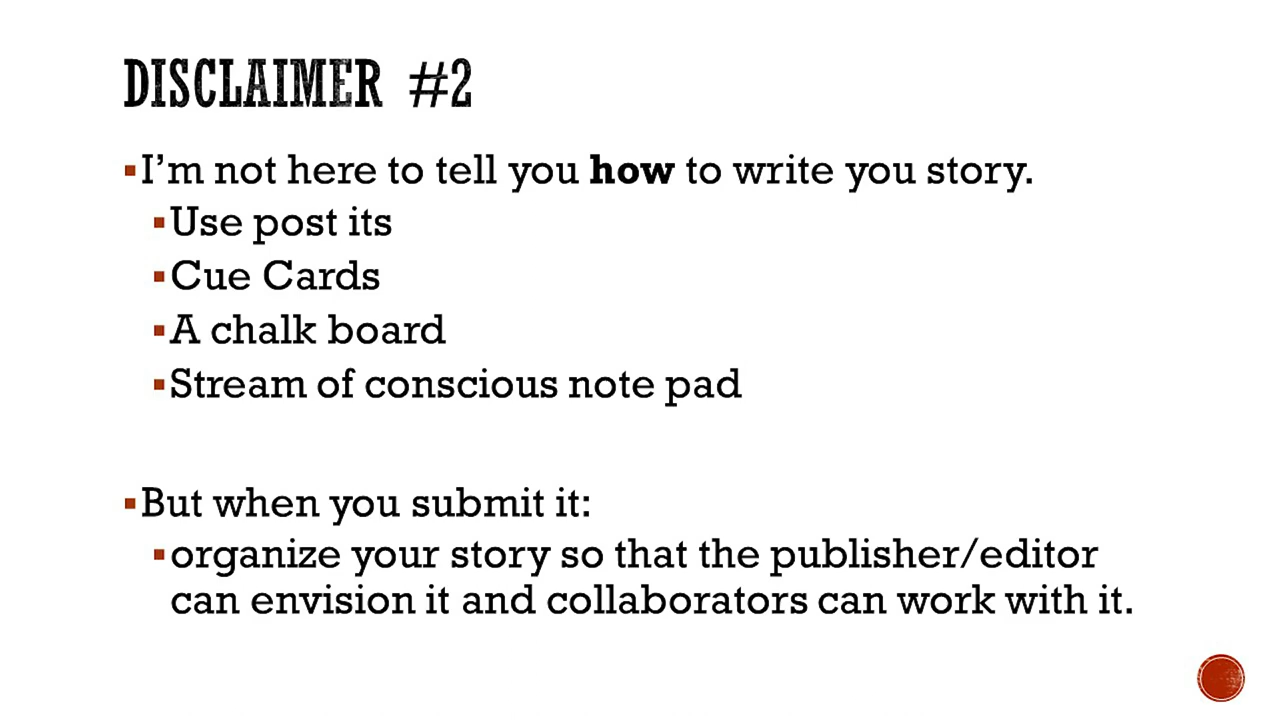 DISCLAIMER #2
▪I'm not here to tell you how to write you story.
▪Use post its
▪Cue Cards
▪A chalk board
▪Stream of conscious note pad
▪But when you submit it:
▪organize your story so that the publisher/editor
can envision it and collaborators can work with it.